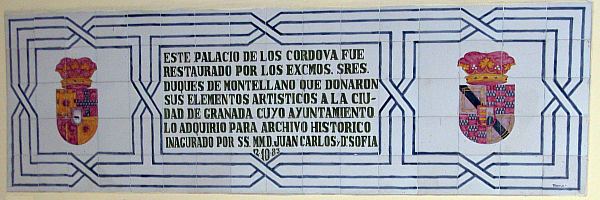 ESTE PALACIO DE LOS CORDOVA FUE
RESTAURADO POR LOS EXCMOS. SRES.
DUQUES DE MONTELLANO QUE DONARON
SUS ELEMENTOS ARTISTICOS A LA CIU-
DAD DE GRANADA CUYO AYUNTAMIENTO
LO ADQUIRIO PARA ARCHIVO HISTORICO
INAGURADO POR SS. MM.D. JUAN CARLOS Y Dª SOFIA